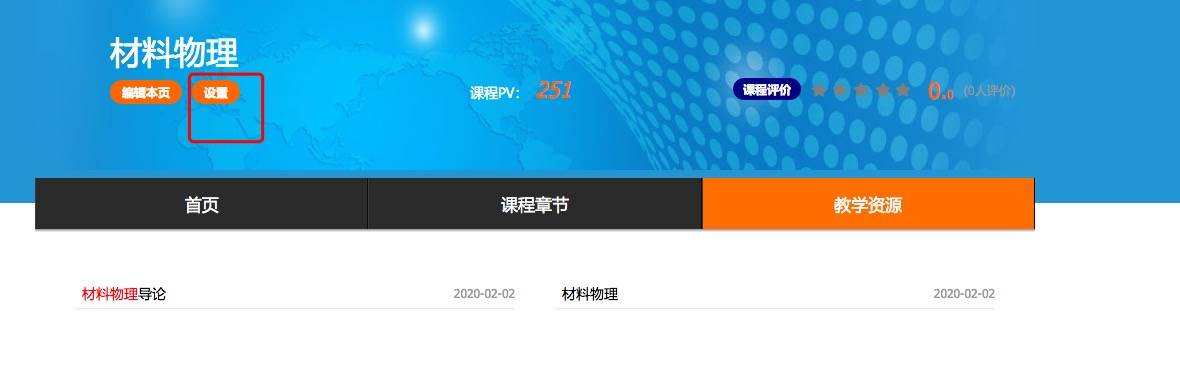 材料物理
编辑本页 设置 课程PV: 251 课程评价 0.0 (0人评价)
首页 课程章节 教学资源
材料物理导论 2020-02-02 材料物理 2020-02-02